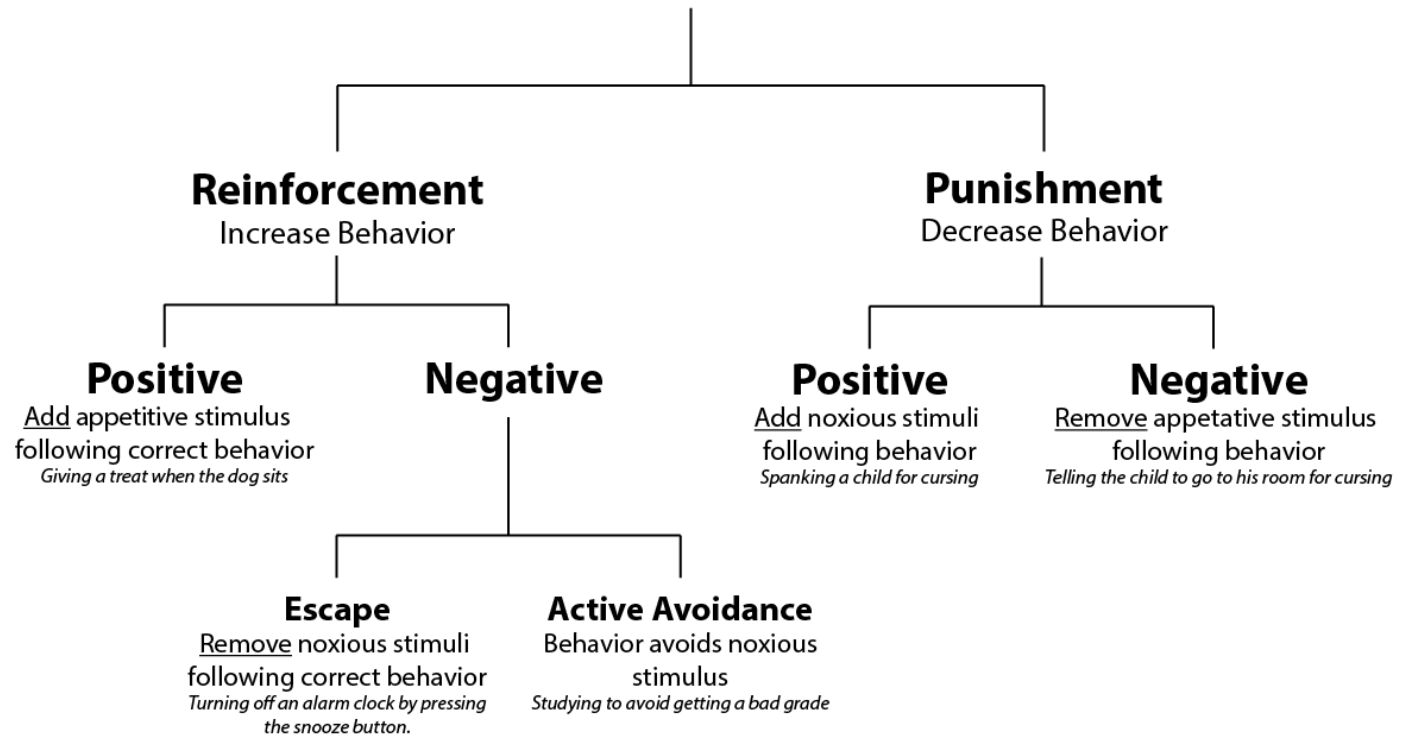 Reinforcement
Increase Behavior
Punishment
Decrease Behavior
Positive
Add appetitive stimulus
following correct behavior
Giving a treat when the dog sits
Negative
Positive
Add noxious stimuli
following behavior
Spanking a child for cursing
Negative
Remove appetative stimulus
following behavior
Telling the child to go to his room for cursing
Escape
Remove noxious stimuli
following correct behavior
Turning off an alarm clock by pressing
the snooze button.
Active Avoidance
Behavior avoids noxious
stimulus
Studying to avoid getting a bad grade